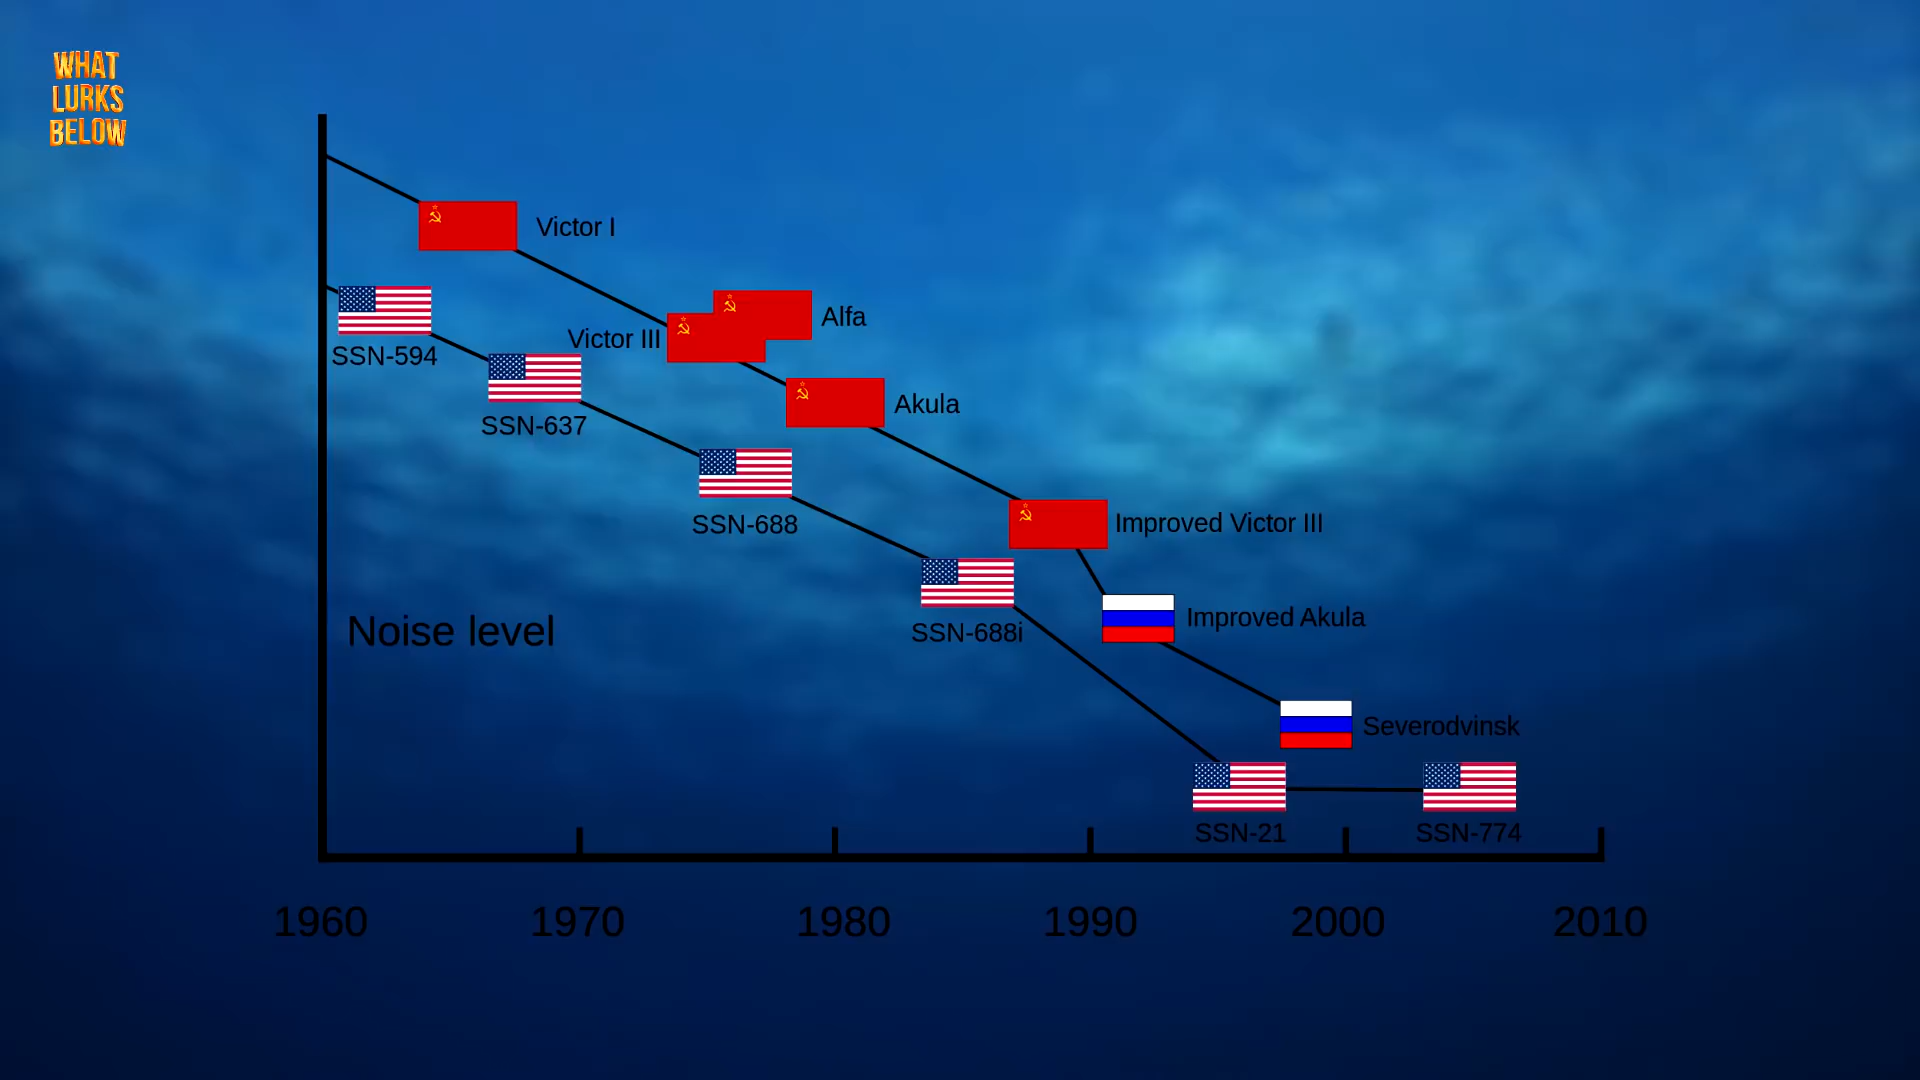 WHAT
LURKS
BELOW
Victor I
Alfa
Victor III
SSN-594
Akula
SSN-637
SSN-688
Improved Victor III
Noise level
SSN-688i
Improved Akula
Severodvinsk
SSN-21
SSN-774
1960 1970 1980 1990 2000 2010